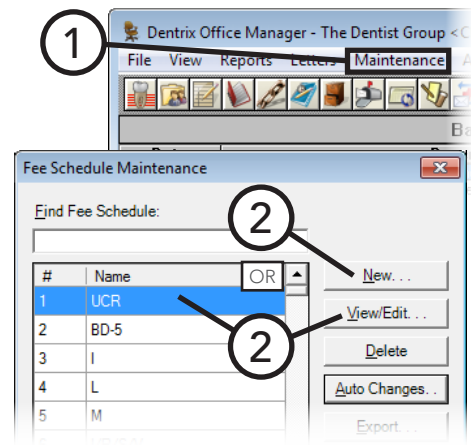 1
Dentrix Office Manager - The Dentist Group <C
File View Reports Letters Maintenance A
Ba
Fee Schedule Maintenance
Find Fee Schedule:
2
# Name OR New. . .
1 UCR
View/Edit. . .
2 BD-5
2
3 I Delete
4 L Auto Changes. .
5 M
Export. . .